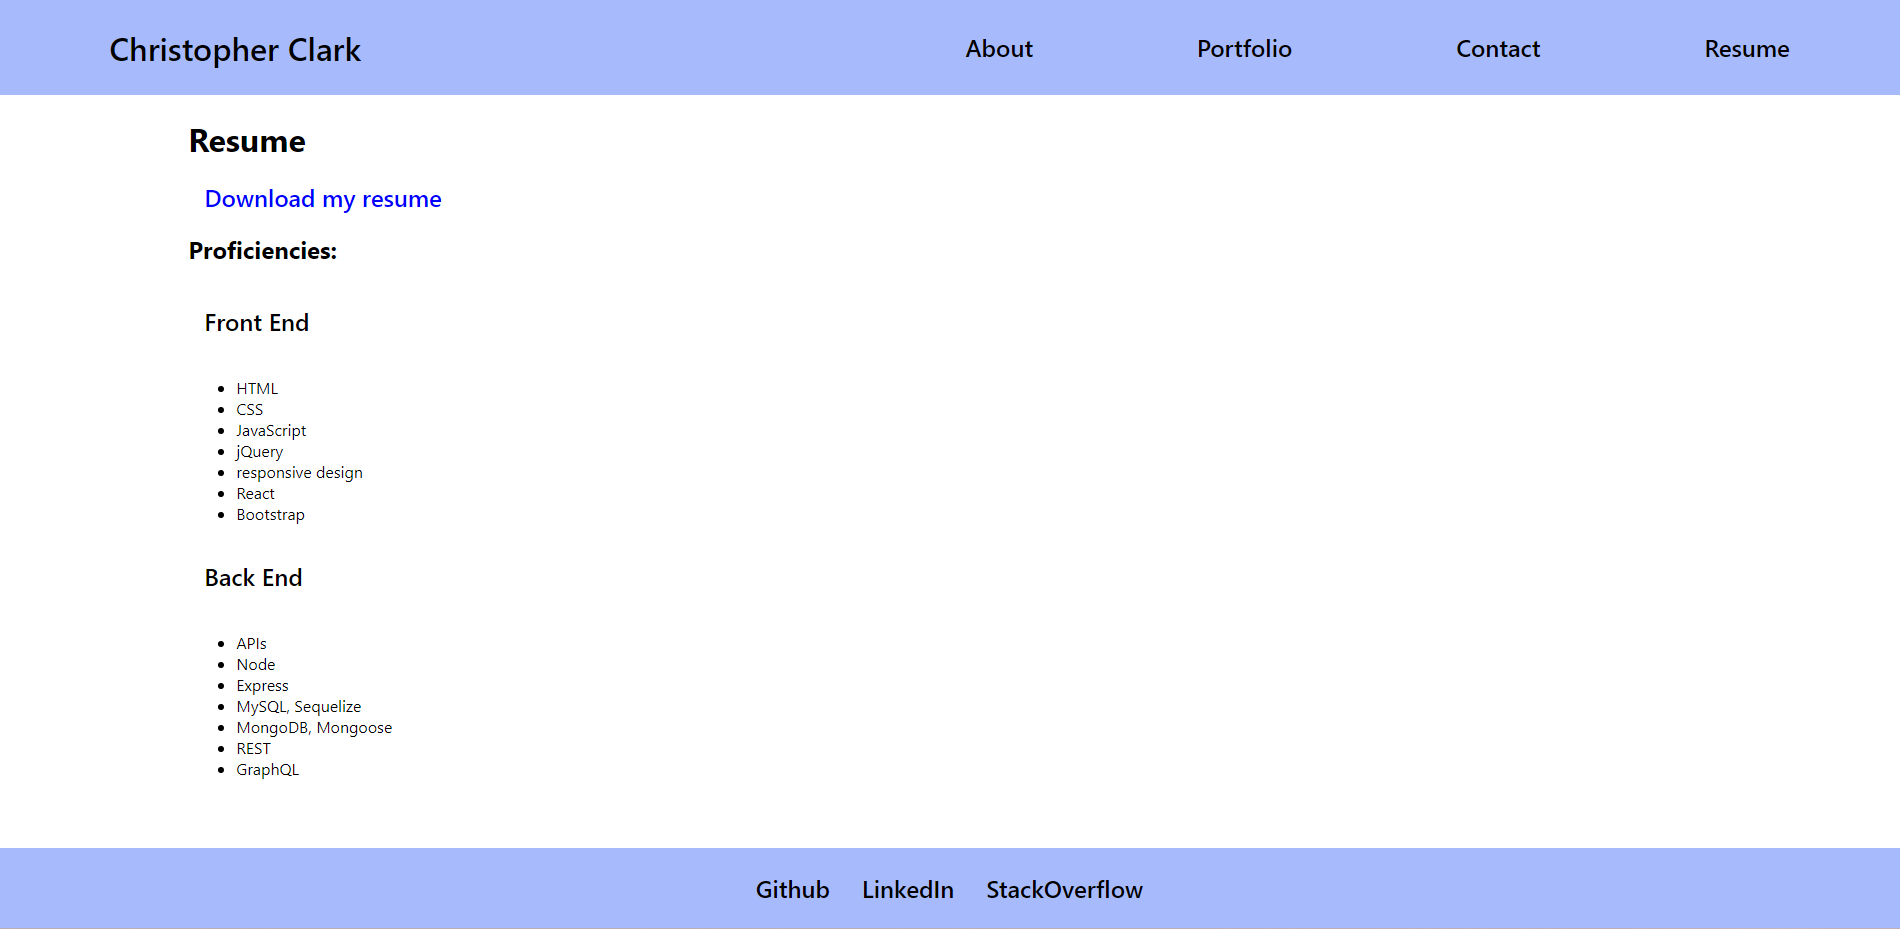 Christopher Clark About Portfolio Contact Resume
Resume
Download my resume
Proficiencies:
Front End
HTML
CSS
JavaScript
jQuery
responsive design
React
Bootstrap
Back End
APIs
Node
Express
MySQL, Sequelize
MongoDB, Mongoose
REST
GraphQL
Github LinkedIn StackOverflow